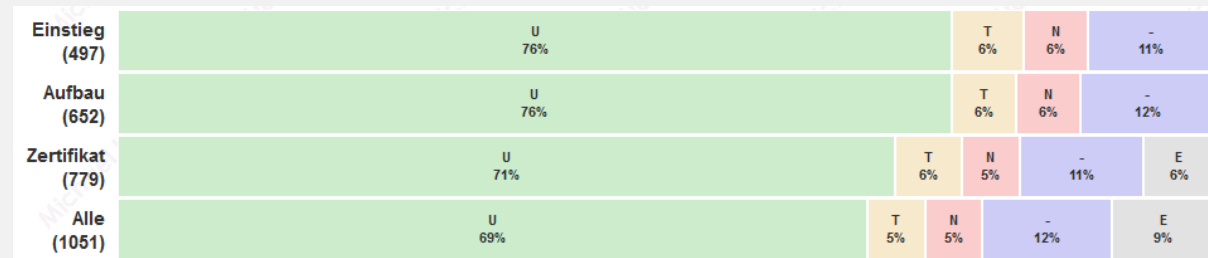 Einstieg
(497)
U
76%
T
6%
N
6%
-
11%
Aufbau
(652)
U
76%
T
6%
N
6%
-
12%
Zertifikat
(779)
U
71%
T
6%
N
5%
-
11%
E
6%
Alle
(1051)
U
69%
T
5%
N
5%
-
12%
E
9%